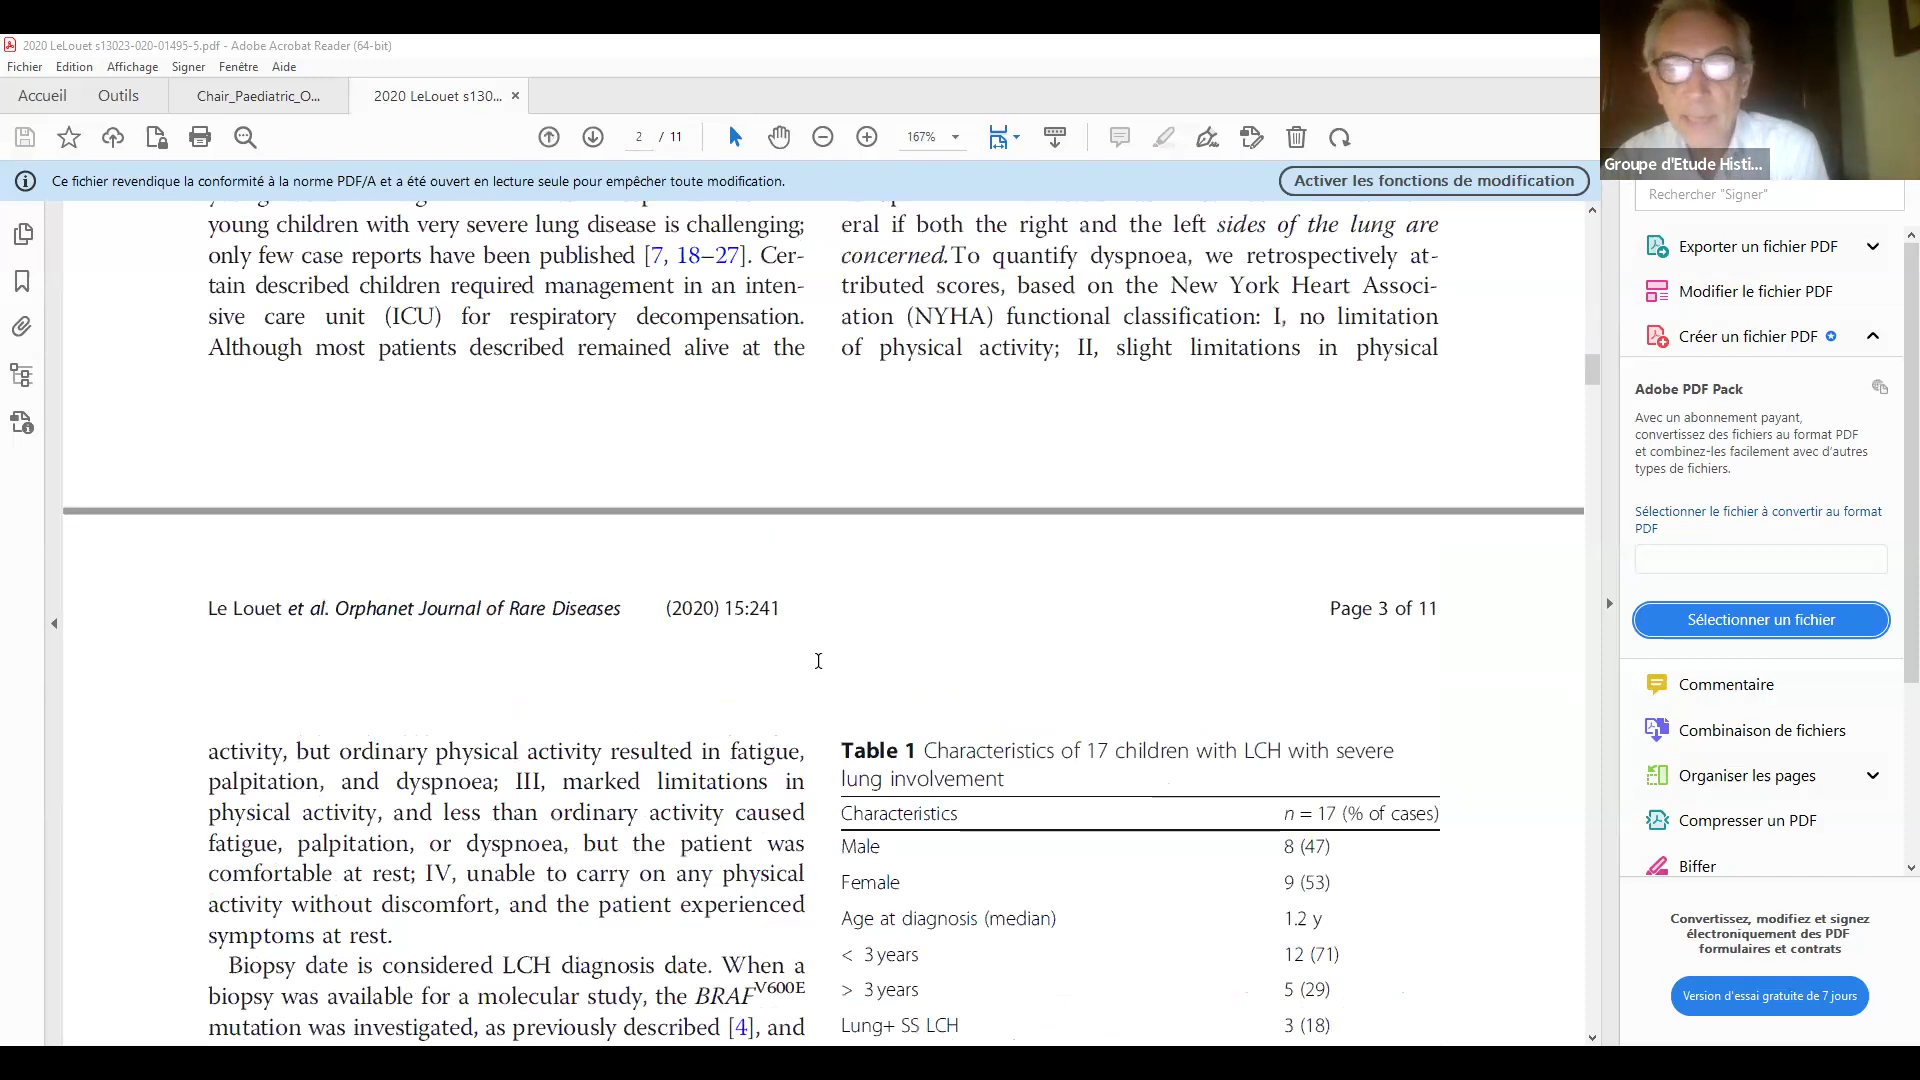 2020 LeLouet s13023-020-01495-5.pdf - Adobe Acrobat Reader (64-bit)
Fichier Edition Affichage Signer Fenêtre Aide
Accueil Outils Chair_Paediatric_O... 2020 LeLouet s130... ×
2 / 11 167%
Ce fichier revendique la conformité à la norme PDF/A et a été ouvert en lecture seule pour empêcher toute modification.
Activer les fonctions de modification
young children with very severe lung disease is challenging;
only few case reports have been published [7, 18–27]. Cer-
tain described children required management in an inten-
sive care unit (ICU) for respiratory decompensation.
Although most patients described remained alive at the
eral if both the right and the left sides of the lung are
concerned.To quantify dyspnoea, we retrospectively at-
tributed scores, based on the New York Heart Associ-
ation (NYHA) functional classification: I, no limitation
of physical activity; II, slight limitations in physical
Le Louet et al. Orphanet Journal of Rare Diseases (2020) 15:241 Page 3 of 11
activity, but ordinary physical activity resulted in fatigue,
palpitation, and dyspnoea; III, marked limitations in
physical activity, and less than ordinary activity caused
fatigue, palpitation, or dyspnoea, but the patient was
comfortable at rest; IV, unable to carry on any physical
activity without discomfort, and the patient experienced
symptoms at rest.
Biopsy date is considered LCH diagnosis date. When a
biopsy was available for a molecular study, the BRAFV600E
mutation was investigated, as previously described [4], and
Table 1 Characteristics of 17 children with LCH with severe
lung involvement
Characteristics n = 17 (% of cases)
Male 8 (47)
Female 9 (53)
Age at diagnosis (median) 1.2 y
< 3 years 12 (71)
> 3 years 5 (29)
Lung+ SS LCH 3 (18)
Groupe d'Etude Histi...
Rechercher "Signer"
Exporter un fichier PDF
Modifier le fichier PDF
Créer un fichier PDF
Adobe PDF Pack
Avec un abonnement payant,
convertissez des fichiers au format PDF
et combinez-les facilement avec d'autres
types de fichiers.
Sélectionner le fichier à convertir au format
PDF
Sélectionner un fichier
Commentaire
Combinaison de fichiers
Organiser les pages
Compresser un PDF
Biffer
Convertissez, modifiez et signez
électroniquement des PDF
formulaires et contrats
Version d'essai gratuite de 7 jours